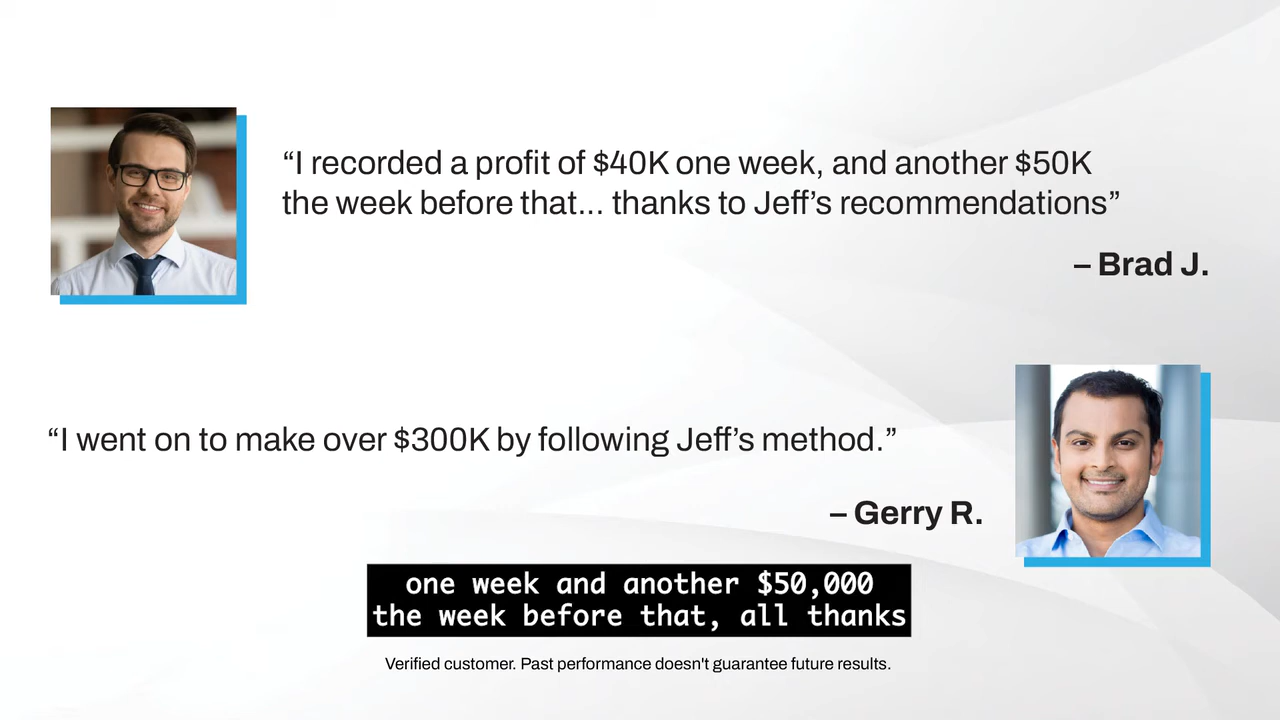 “I recorded a profit of $40K one week, and another $50K
the week before that... thanks to Jeff’s recommendations”
– Brad J.
“I went on to make over $300K by following Jeff’s method.”
– Gerry R.
one week and another $50,000
the week before that, all thanks
Verified customer. Past performance doesn't guarantee future results.